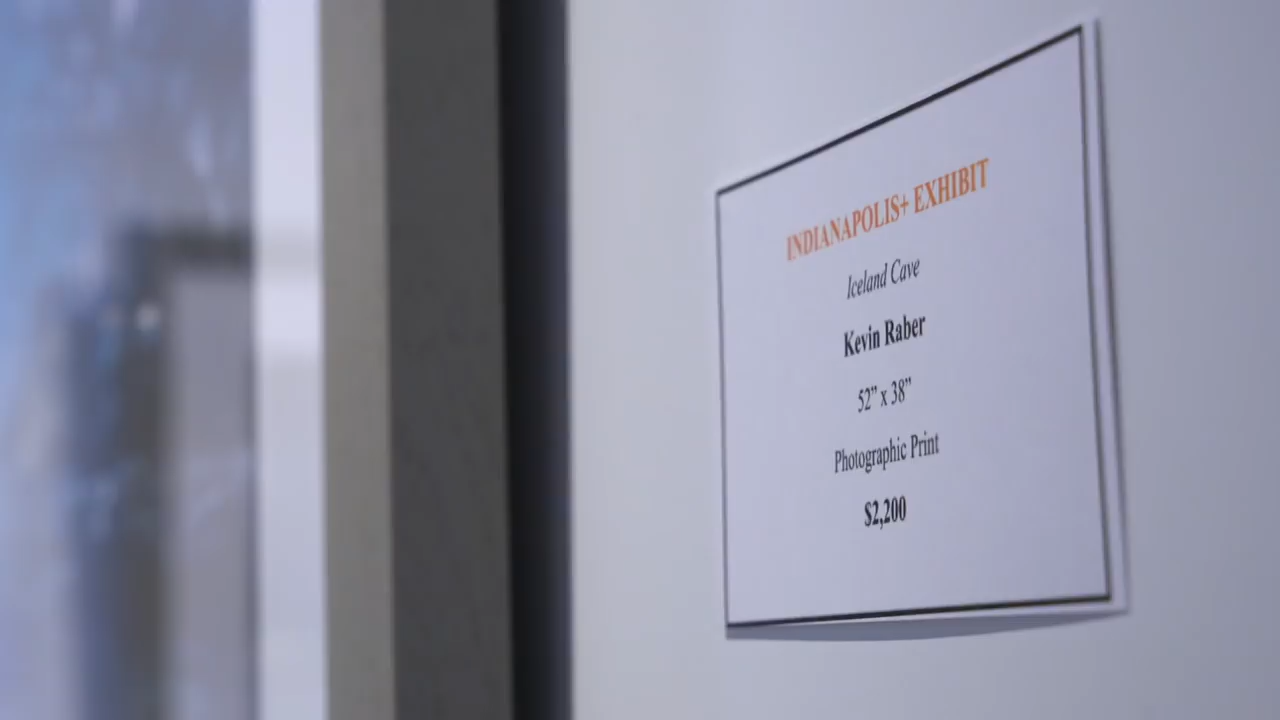 INDIANAPOLIS+ EXHIBIT
Iceland Cave
Kevin Raber
52” x 38”
Photographic Print
$2,200